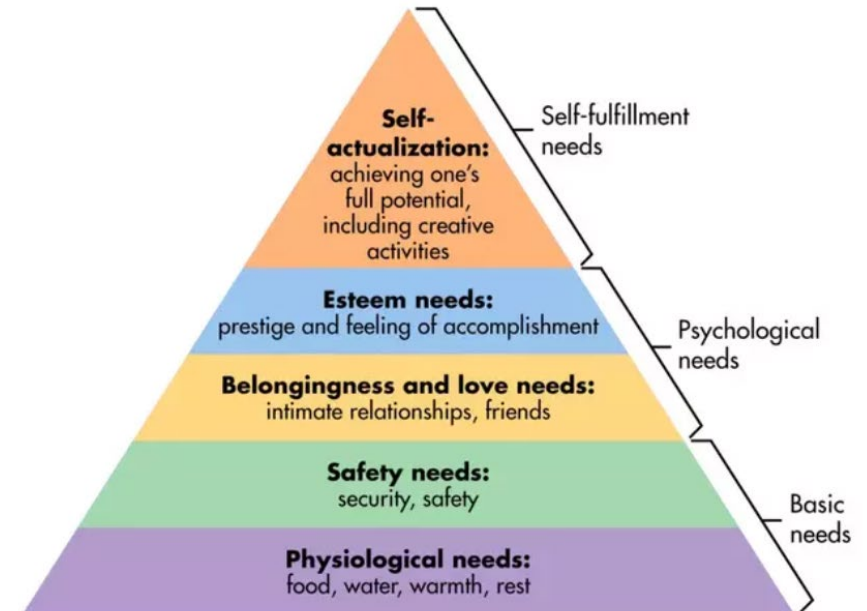 Self-
actualization:
achieving one's
full potential,
including creative
activities
Self-fulfillment
needs
Esteem needs:
prestige and feeling of accomplishment
Psychological
needs
Belongingness and love needs:
intimate relationships, friends
Safety needs:
security, safety
Basic
needs
Physiological needs:
food, water, warmth, rest